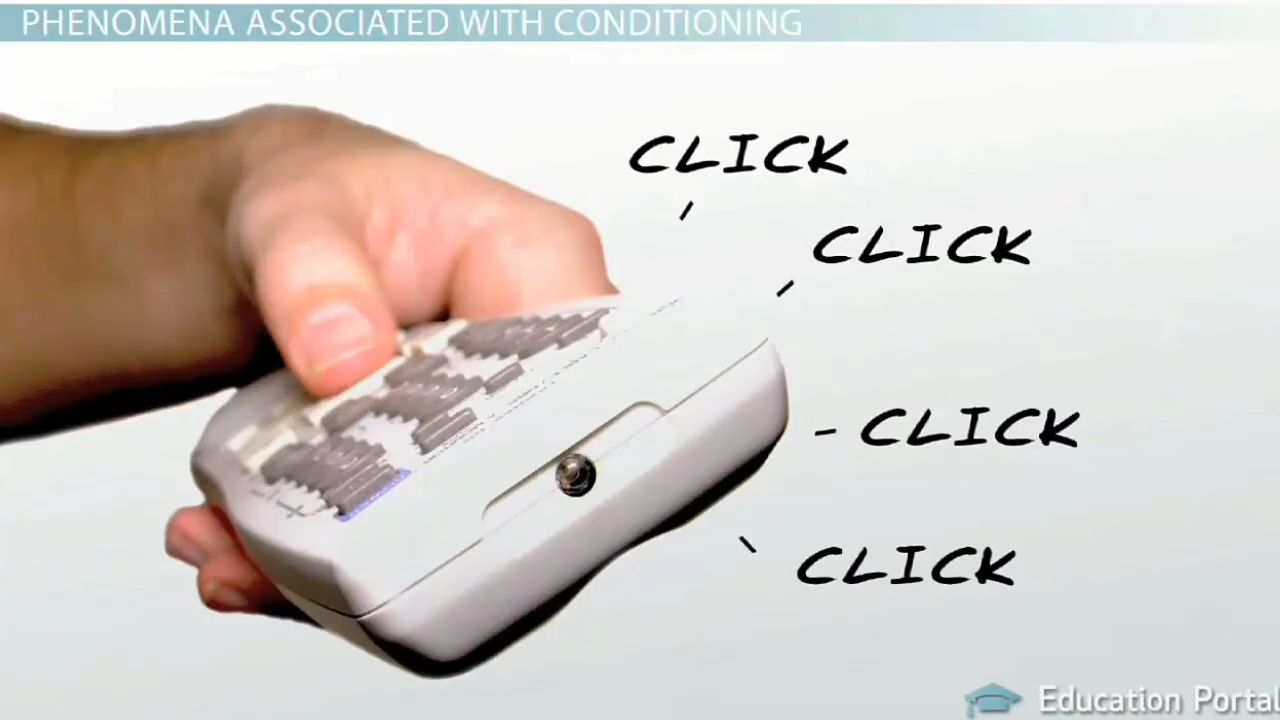 PHENOMENA ASSOCIATED WITH CONDITIONING
CLICK
CLICK
CLICK
CLICK
Education Portal